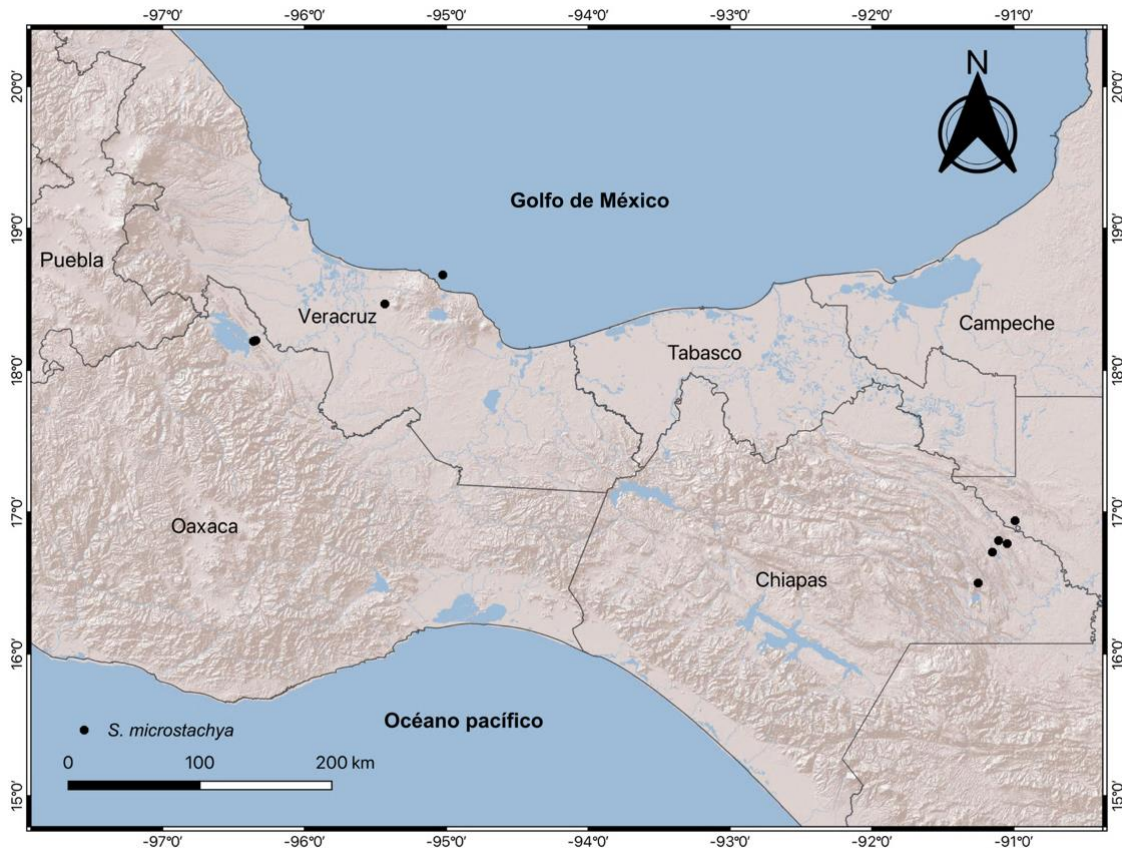 -97°0′ -96°0′ -95°0′ -94°0′ -93°0′ -92°0′ -91°0′
N
20°0′ 20°0′
Golfo de México
19°0′ 19°0′
Puebla
Veracruz
Campeche
Tabasco
18°0′ 18°0′
17°0′ 17°0′
Oaxaca
Chiapas
16°0′ 16°0′
Océano pacífico
S. microstachya
0 100 200 km
15°0′ 15°0′
-97°0′ -96°0′ -95°0′ -94°0′ -93°0′ -92°0′ -91°0′